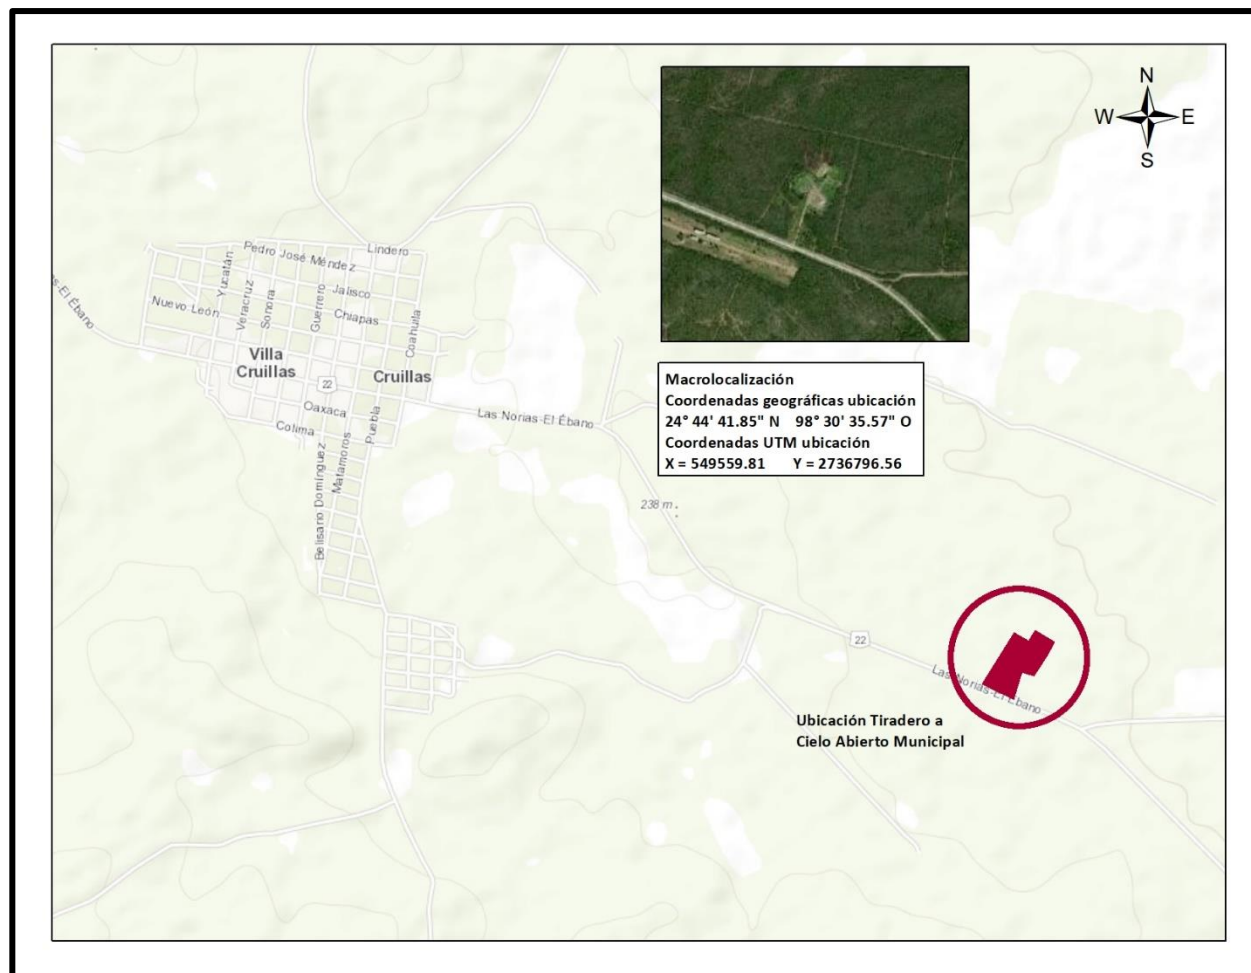 N
W E
S
Lindero
Pedro José Méndez
Yucatán
Jalisco
Nuevo León
Veracruz
Sonora
Guerrero
Chiapas
Coahuila
as-El Ébano
Villa
Cruillas
22
Cruillas
Oaxaca
Colima
Puebla
Matamoros
Belisario Domínguez
Las Norias-El Ébano
Macrolocalización
Coordenadas geográficas ubicación
24° 44' 41.85" N 98° 30' 35.57" O
Coordenadas UTM ubicación
X = 549559.81 Y = 2736796.56
238 m
22
Las Norias-El Ébano
Ubicación Tiradero a
Cielo Abierto Municipal